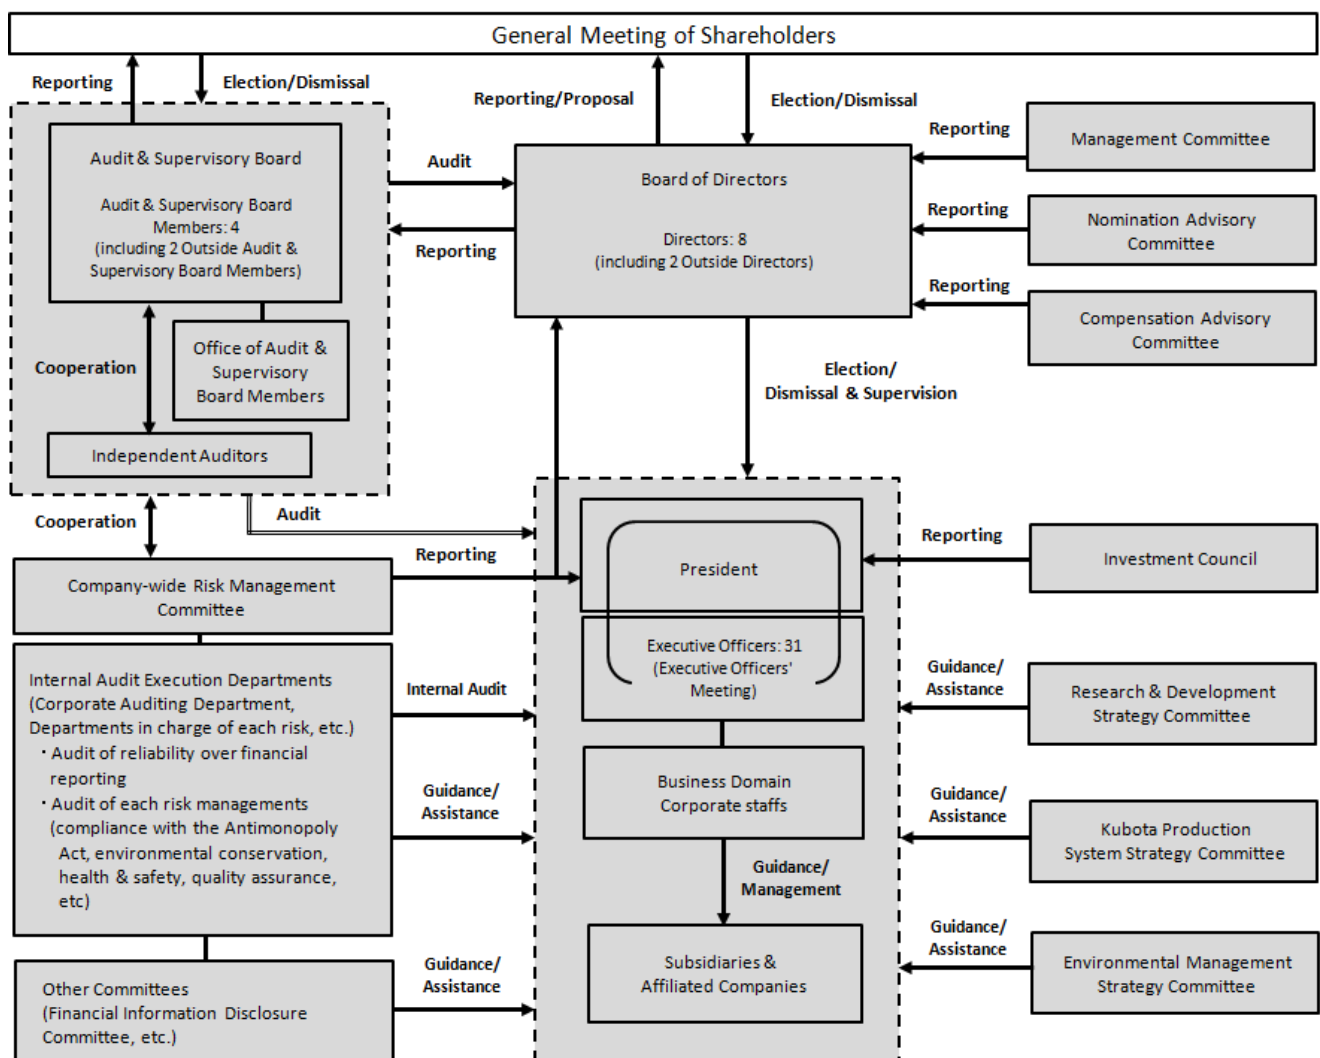 General Meeting of Shareholders
Reporting
Election/Dismissal
Reporting/Proposal
Election/Dismissal
Audit & Supervisory Board
Audit & Supervisory Board
Members: 4
(including 2 Outside Audit &
Supervisory Board Members)
Cooperation
Office of Audit &
Supervisory
Board Members
Independent Auditors
Audit
Reporting
Board of Directors
Directors: 8
(including 2 Outside Directors)
Reporting
Management Committee
Reporting
Nomination Advisory
Committee
Reporting
Compensation Advisory
Committee
Election/
Dismissal & Supervision
Cooperation
Audit
Reporting
Company-wide Risk Management
Committee
President
Reporting
Investment Council
Executive Officers: 31
(Executive Officers'
Meeting)
Internal Audit Execution Departments
(Corporate Auditing Department,
Departments in charge of each risk, etc.)
・Audit of reliability over financial
reporting
・Audit of each risk managements
(compliance with the Antimonopoly
Act, environmental conservation,
health & safety, quality assurance,
etc)
Internal Audit
Guidance/
Assistance
Business Domain
Corporate staffs
Guidance/
Management
Subsidiaries &
Affiliated Companies
Guidance/
Assistance
Research & Development
Strategy Committee
Guidance/
Assistance
Kubota Production
System Strategy Committee
Guidance/
Assistance
Environmental Management
Strategy Committee
Other Committees
(Financial Information Disclosure
Committee, etc.)
Guidance/
Assistance